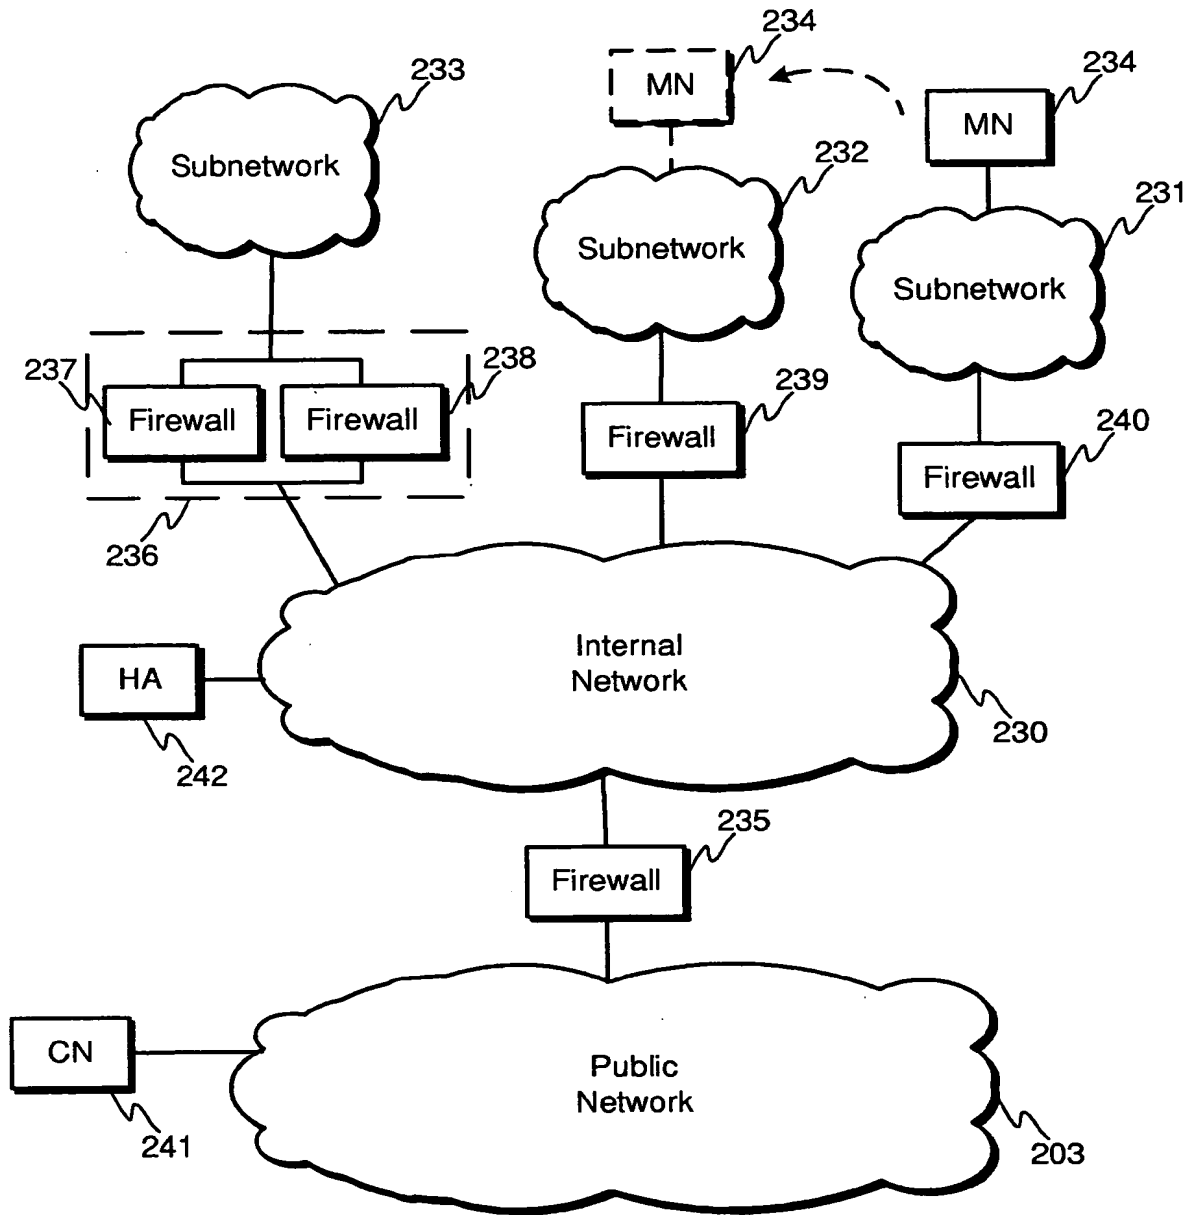 234
233
MN
234
MN
Subnetwork
232
231
Subnetwork
Subnetwork
237
238
239
Firewall
Firewall
240
Firewall
Firewall
236
Internal
Network
HA
230
242
235
Firewall
CN
Public
Network
241
203